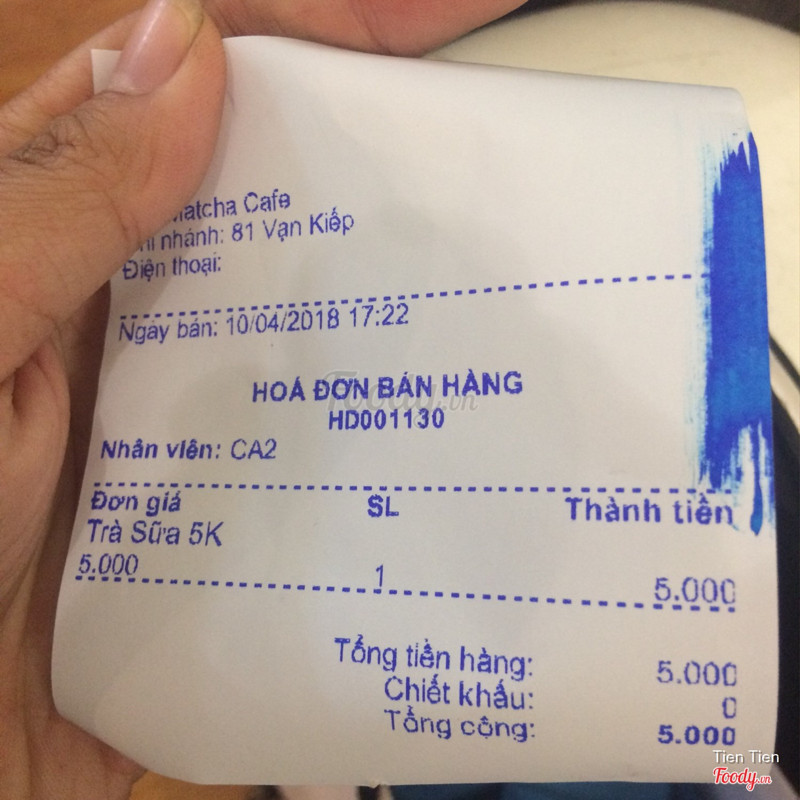 Matcha Cafe
nhánh: 81 Vạn Kiếp
Điện thoại:
Ngày bán: 10/04/2018 17:22
HOÁ ĐƠN BÁN HÀNG
HD001130
Nhân viên: CA2
Đơn giá SL Thành tiền
Trà Sữa 5K
5.000 1 5.000
Tổng tiền hàng: 5.000
Chiết khấu: 0
Tổng cộng: 5.000
Foody.vn
Tien Tien
Foody.vn